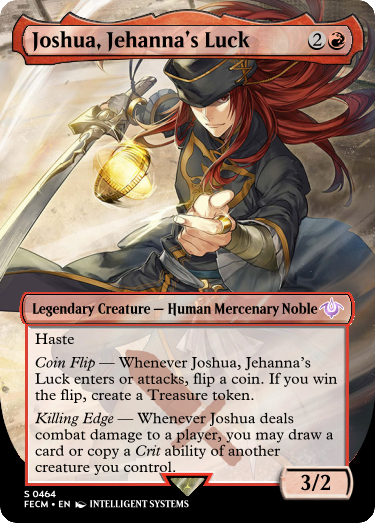 Joshua, Jehanna's Luck 2
Legendary Creature — Human Mercenary Noble
Haste
Coin Flip — Whenever Joshua, Jehanna's
Luck enters or attacks, flip a coin. If you win
the flip, create a Treasure token.
Killing Edge — Whenever Joshua deals
combat damage to a player, you may draw a
card or copy a Crit ability of another
creature you control.
3/2
S 0464
FECM • EN INTELLIGENT SYSTEMS